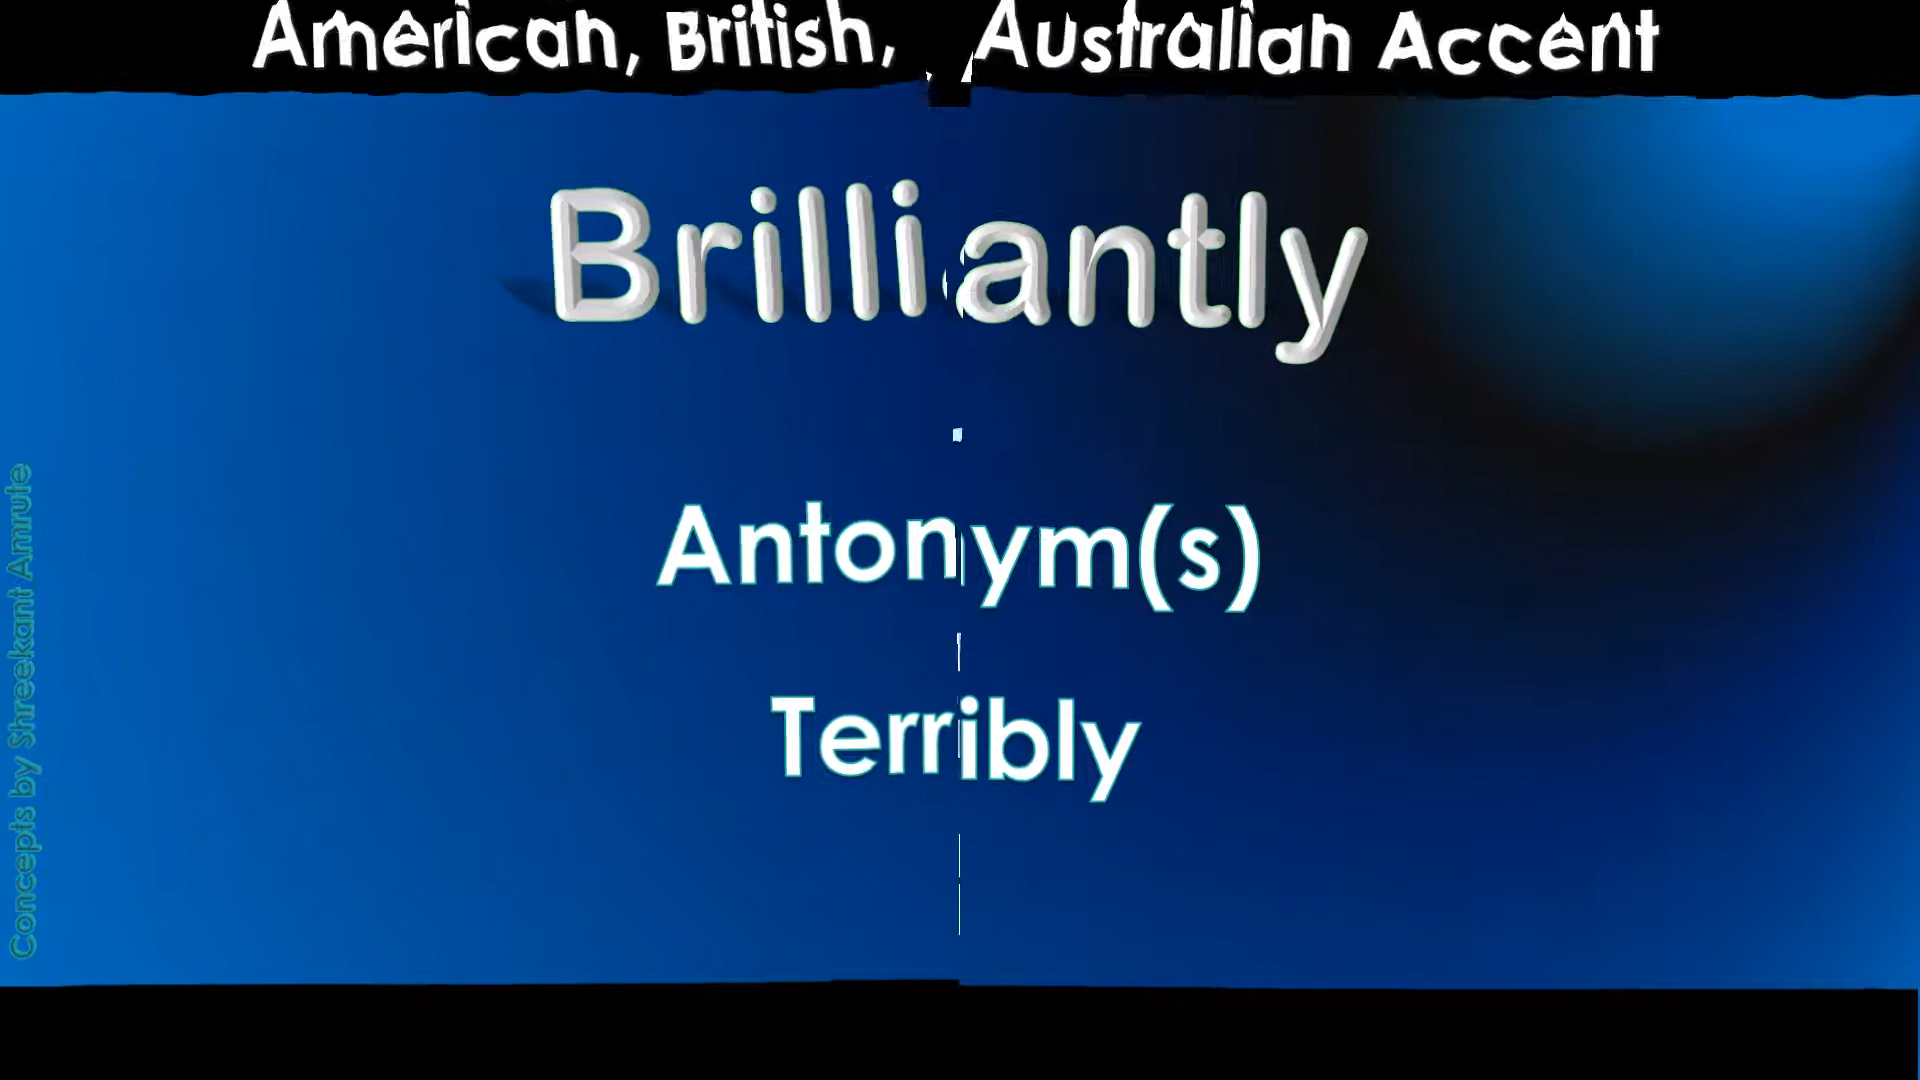 American, British, Australian Accent
Brilliantly
Antonym(s)
Terribly
Concepts by Shreekant Amrute